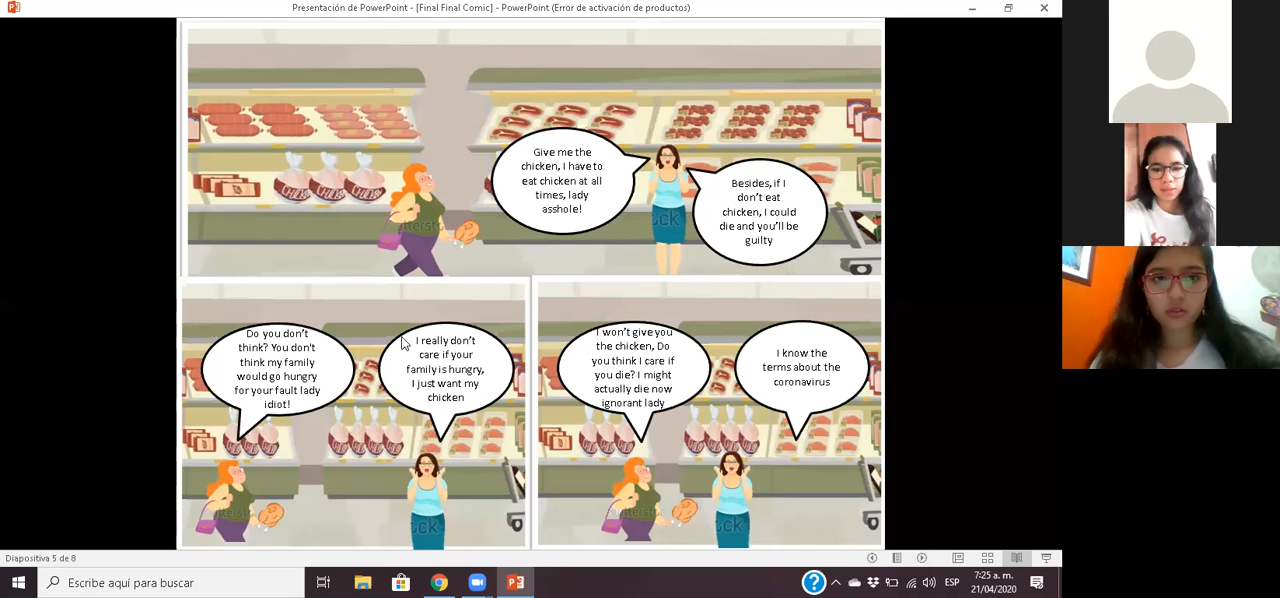 Presentación de PowerPoint - [Final Final Comic] - PowerPoint (Error de activación de productos)
Give me the
chicken, I have to
eat chicken at all
times, lady
asshole!
Besides, if I
don't eat
chicken, I could
die and you'll be
guilty
Do you don't
think? You don't
think my family
would go hungry
for your fault lady
idiot!
I really don't
care if your
family is hungry,
I just want my
chicken
I won't give you
the chicken, Do
you think I care if
you die? I might
actually die now
ignorant lady
I know the
terms about the
coronavirus
Diapositiva 5 de 8
Escribe aquí para buscar
ESP
7:25 a. m.
21/04/2020